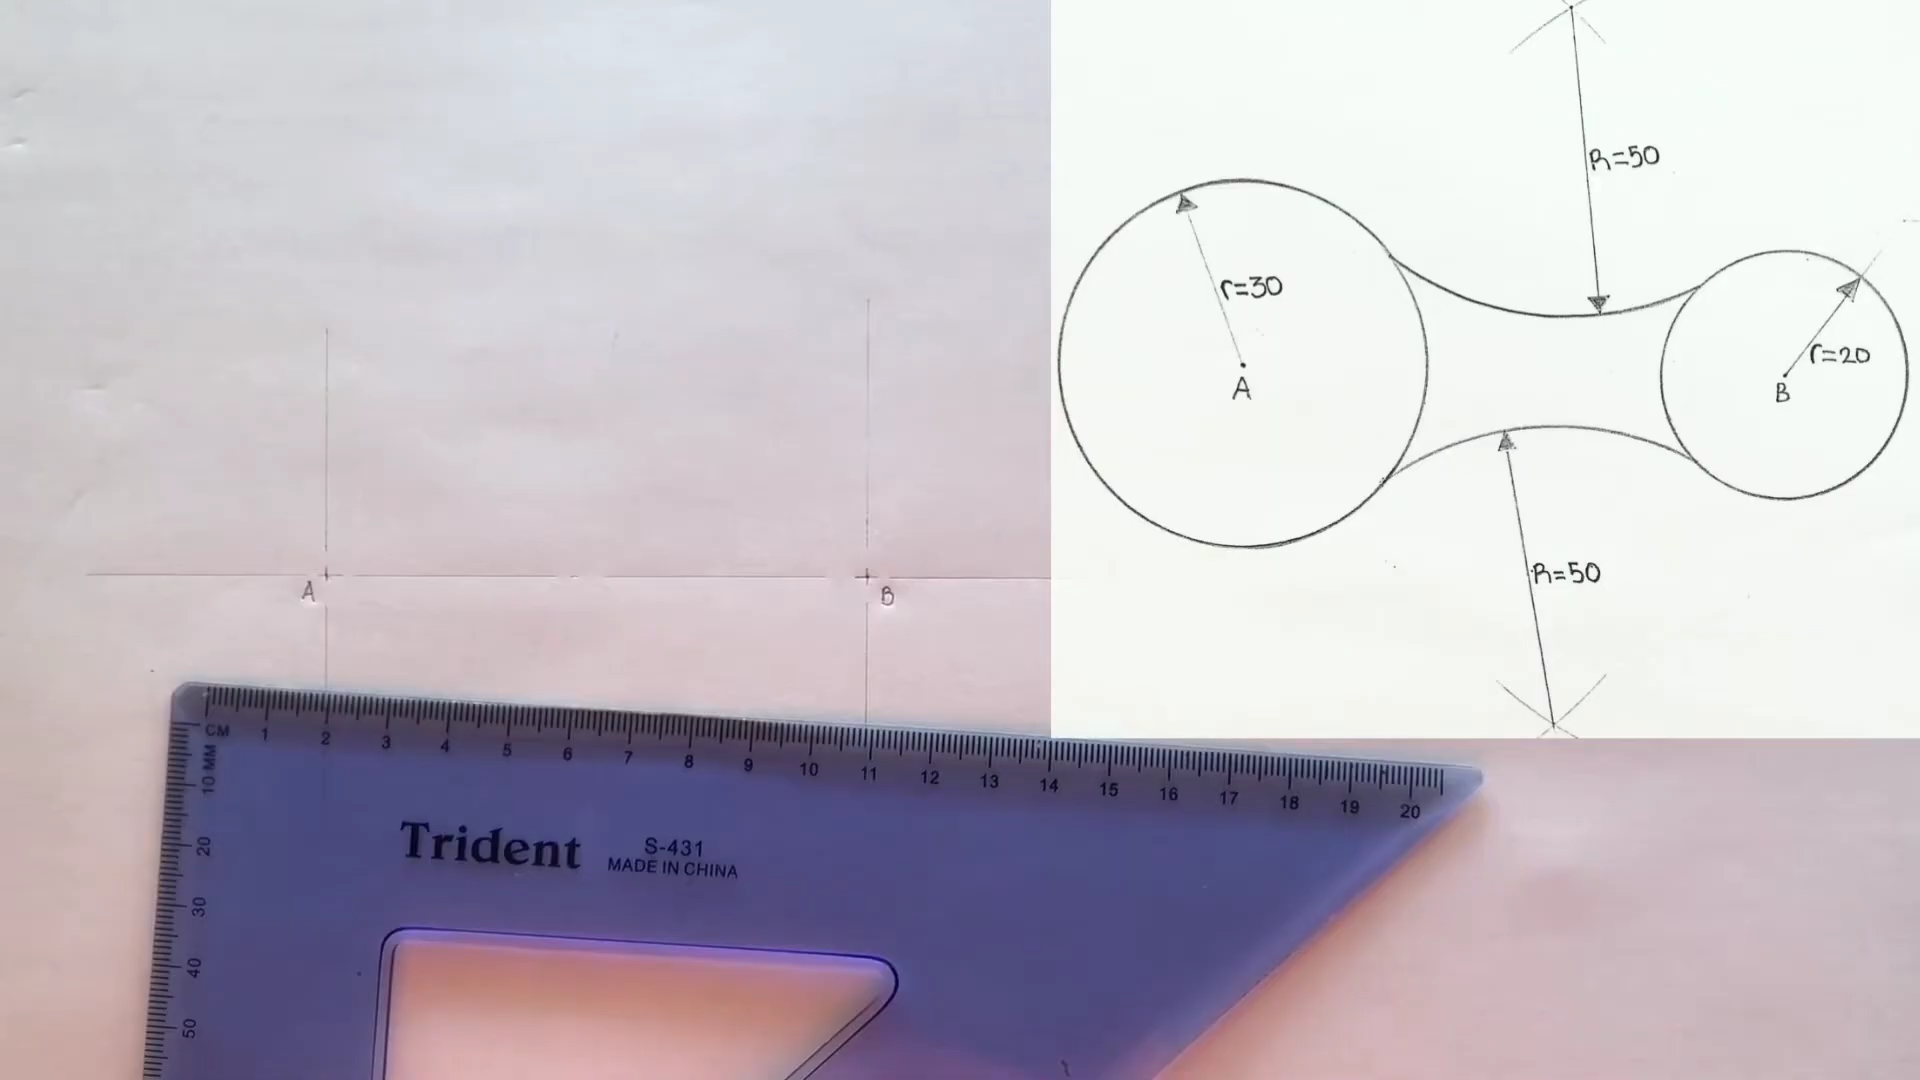 R=50
r=30
r=20
A
B
R=50
A
B
CM 1 2 3 4 5 6 7 8 9 10 11 12 13 14 15 16 17 18 19 20
10 MM
20
30
40
50
Trident
S-431
MADE IN CHINA